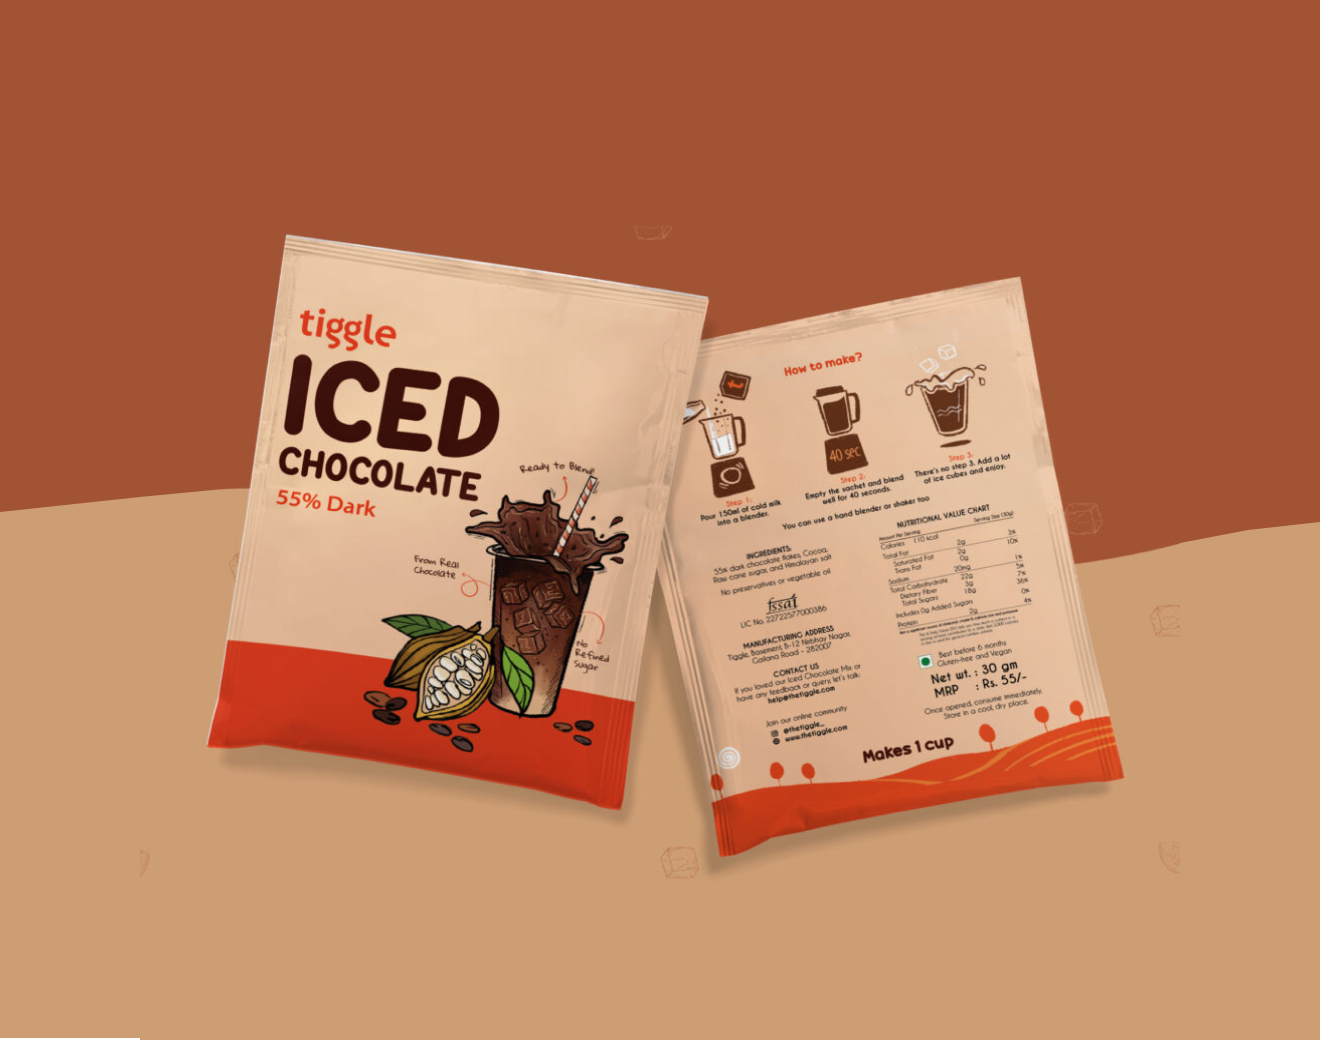 tiggle
ICED
CHOCOLATE
55% Dark
Ready to Blend!
From Real
Chocolate
No
Refined
Sugar
How to make?
t
40 sec
Step 1:
Pour 150ml of cold milk
into a blender.
Step 2:
Empty the sachet and blend
well for 40 seconds.
Step 3:
There's no step 3. Add a lot
of ice cubes and enjoy.
You can use a hand blender or shaker too
INGREDIENTS:
55% dark chocolate flakes, Cocoa,
Raw cane sugar, and Himalayan salt
No preservatives or vegetable oil
fssai
LIC No. 22722577000386
MANUFACTURING ADDRESS
Tiggle, Basement, B-12 Nirbhay Nagar,
Gailana Road - 282007
CONTACT US
If you loved our Iced Chocolate Mix or
have any feedback or query, let's talk:
help@thetiggle.com
Join our online community
@thetiggle_
www.thetiggle.com
NUTRITIONAL VALUE CHART
Amount Per Serving Serving Size (30g)
Calories 110 kcal
Total Fat 2g 3%
Saturated Fat 2g 10%
Trans Fat 0g
Sodium 20mg 1%
Total Carbohydrate 22g 5%
Dietary Fiber 3g 7%
Total Sugars 18g 36%
Includes 0g Added Sugars 0%
Protein 2g 4%
Best before 6 months
Gluten-free and Vegan
Net wt. : 30 gm
MRP : Rs. 55/-
Once opened, consume immediately.
Store in a cool, dry place.
Makes 1 cup